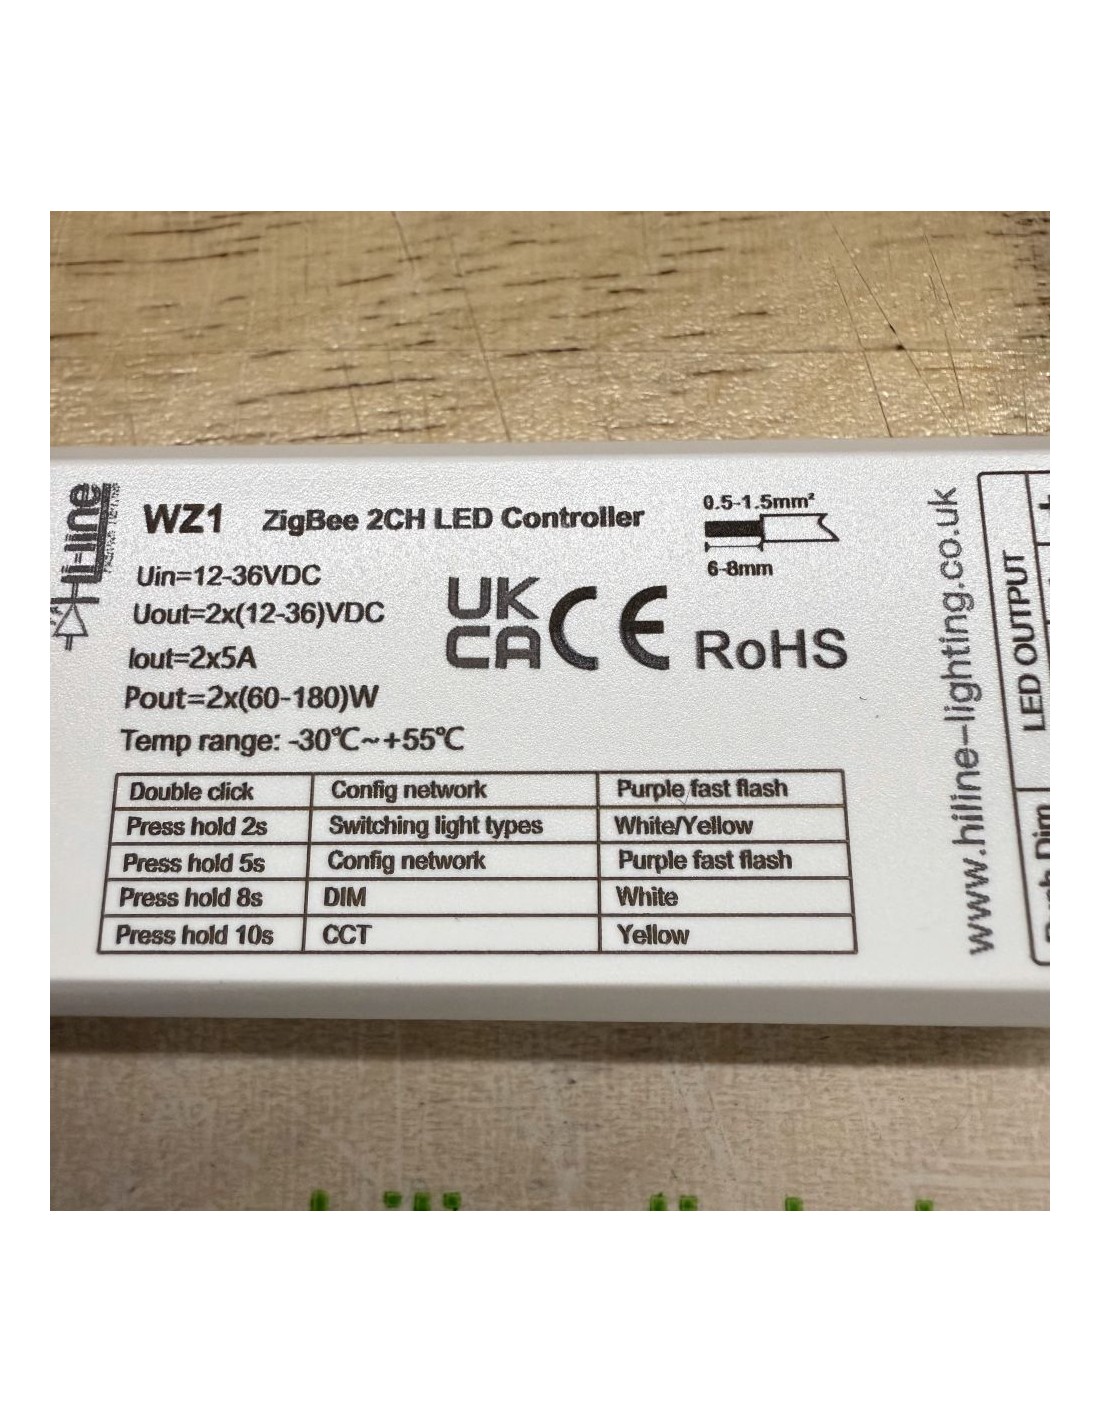 Hi-line
WZ1 ZigBee 2CH LED Controller
Uin=12-36VDC
Uout=2x(12-36)VDC
Iout=2x5A
Pout=2x(60-180)W
Temp range: -30℃~+55℃
UK
CA CE RoHS
0.5-1.5mm²
6-8mm
Double click Config network Purple fast flash
Press hold 2s Switching light types White/Yellow
Press hold 5s Config network Purple fast flash
Press hold 8s DIM White
Press hold 10s CCT Yellow
www.hiline-lighting.co.uk
LED OUTPUT
+
Push Dim